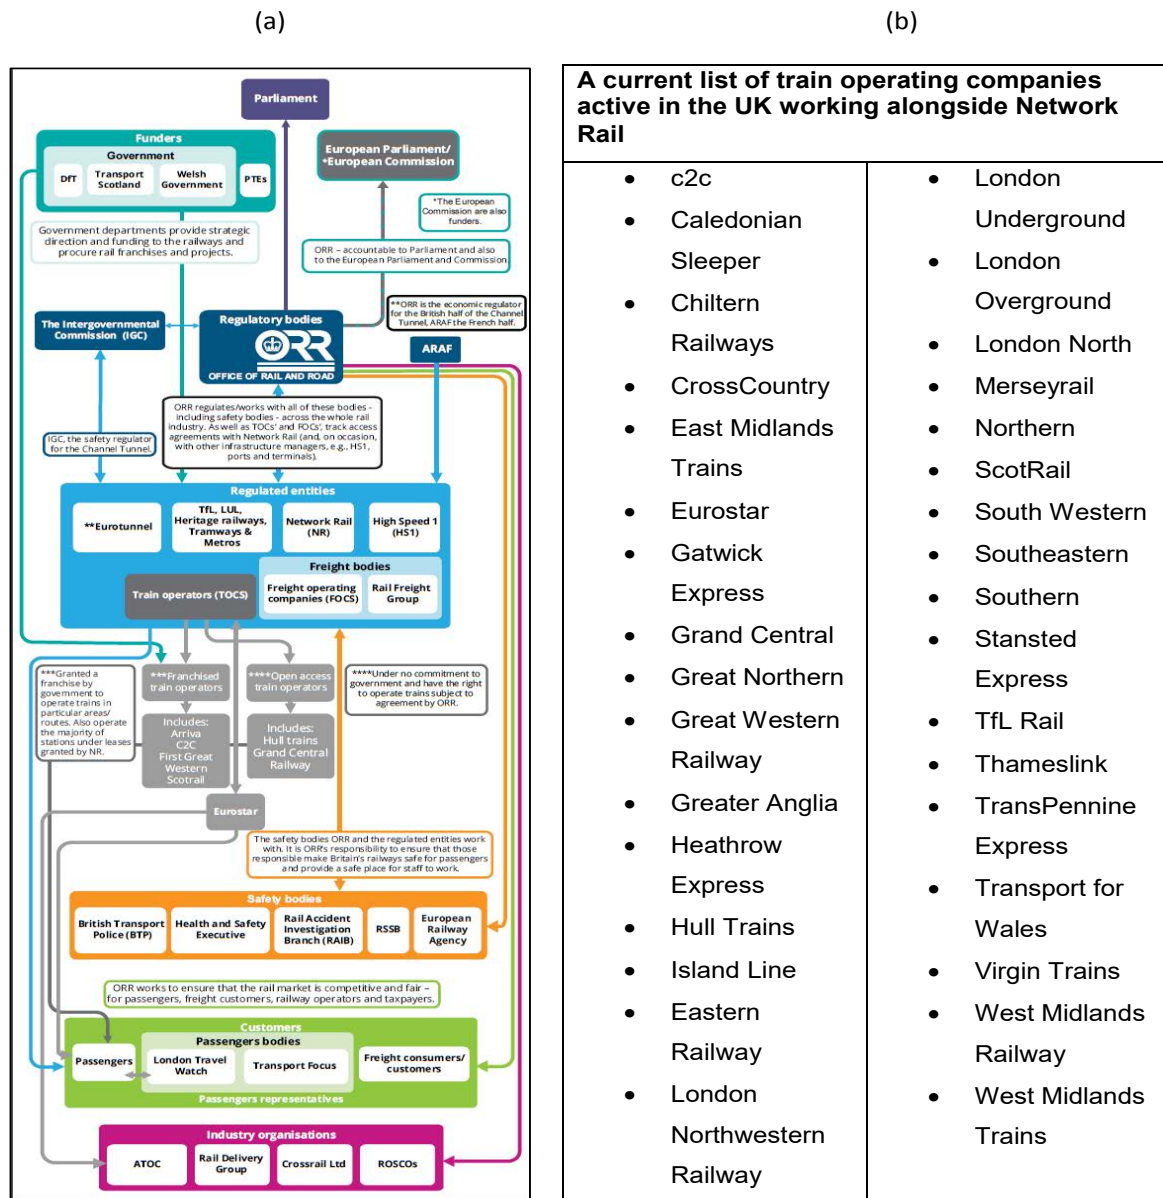 (a)
(b)
Parliament
Funders
Government
DfT
Transport
Scotland
Welsh
Government
PTEs
European Parliament/
*European Commission
*The European
Commission are also
funders.
Government departments provide strategic
direction and funding to the railways and
procure rail franchises and projects.
ORR – accountable to Parliament and also
to the European Parliament and Commission.
**ORR is the economic regulator
for the British half of the Channel
Tunnel, ARAF the French half.
The Intergovernmental
Commission (IGC)
Regulatory bodies
ORR
OFFICE OF RAIL AND ROAD
ARAF
ORR regulates/works with all of these bodies -
including safety bodies - across the whole rail
industry. As well as TOCs' and FOCs', track access
agreements with Network Rail (and, on occasion,
with other infrastructure managers, e.g., HS1,
ports and terminals).
IGC, the safety regulator
for the Channel Tunnel.
Regulated entities
**Eurotunnel
TfL, LUL,
Heritage railways,
Tramways &
Metros
Network Rail
(NR)
High Speed 1
(HS1)
Freight bodies
Train operators (TOCS)
Freight operating
companies (FOCS)
Rail Freight
Group
***Granted a
franchise by
government to
operate trains in
particular areas/
routes. Also operate
the majority of
stations under leases
granted by NR.
***Franchised
train operators
****Open access
train operators
****Under no commitment to
government and have the right
to operate trains subject to
agreement by ORR.
Includes:
Arriva
C2C
First Great
Western
Scotrail
Includes:
Hull trains
Grand Central
Railway
Eurostar
The safety bodies ORR and the regulated entities work
with. It is ORR's responsibility to ensure that those
responsible make Britain's railways safe for passengers
and provide a safe place for staff to work.
Safety bodies
British Transport
Police (BTP)
Health and Safety
Executive
Rail Accident
Investigation
Branch (RAIB)
RSSB
European
Railway
Agency
ORR works to ensure that the rail market is competitive and fair –
for passengers, freight customers, railway operators and taxpayers.
Customers
Passengers bodies
Passengers
London Travel
Watch
Transport Focus
Freight consumers/
customers
Passengers representatives
Industry organisations
ATOC
Rail Delivery
Group
Crossrail Ltd
ROSCOs
A current list of train operating companies
active in the UK working alongside Network
Rail
• c2c
• Caledonian
Sleeper
• Chiltern
Railways
• CrossCountry
• East Midlands
Trains
• Eurostar
• Gatwick
Express
• Grand Central
• Great Northern
• Great Western
Railway
• Greater Anglia
• Heathrow
Express
• Hull Trains
• Island Line
• Eastern
Railway
• London
Northwestern
Railway
• London
Underground
• London
Overground
• London North
• Merseyrail
• Northern
• ScotRail
• South Western
• Southeastern
• Southern
• Stansted
Express
• TfL Rail
• Thameslink
• TransPennine
Express
• Transport for
Wales
• Virgin Trains
• West Midlands
Railway
• West Midlands
Trains